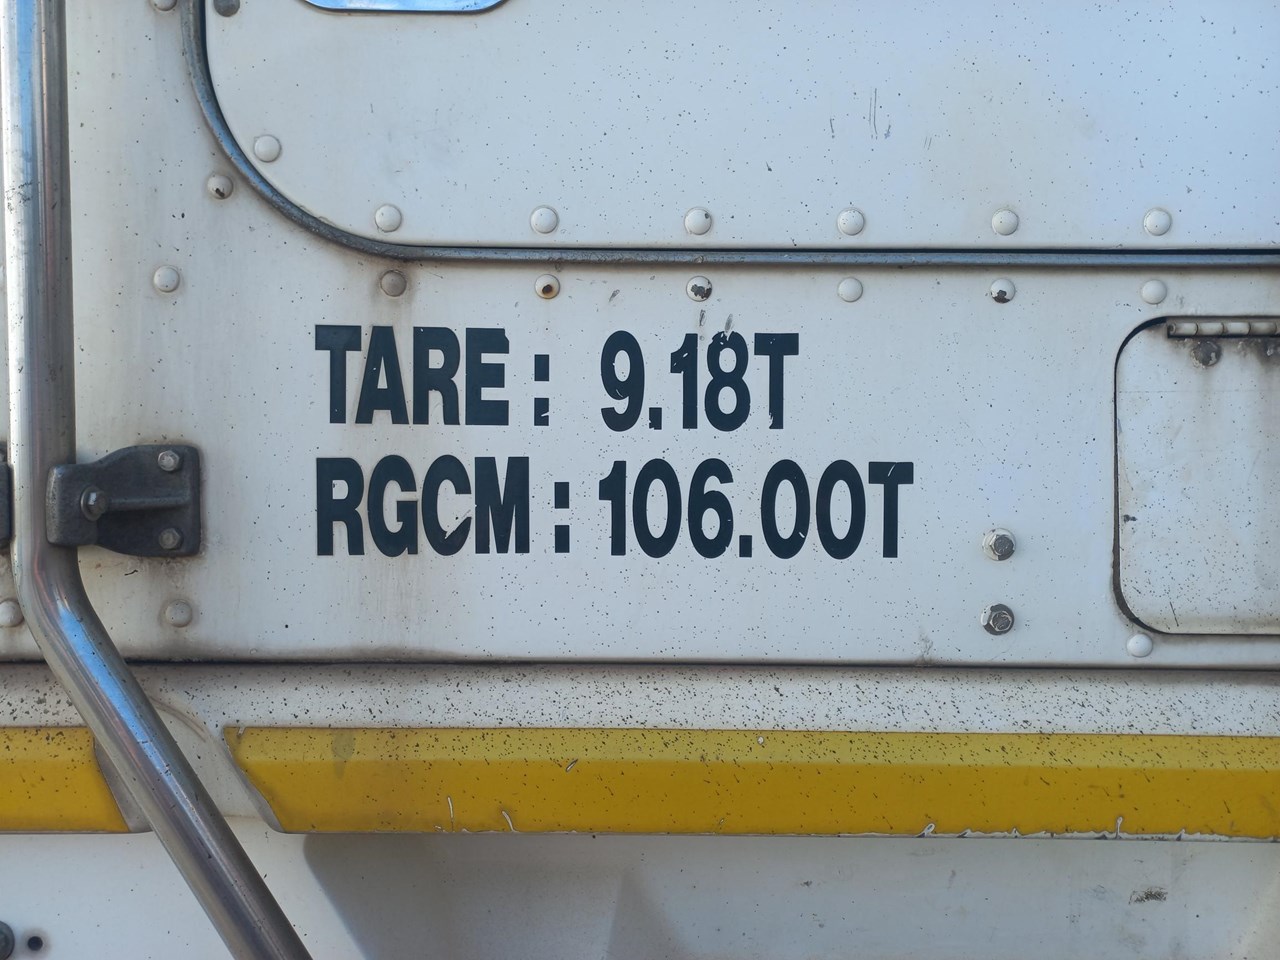 TARE : 9.18T
RGCM : 106.00T